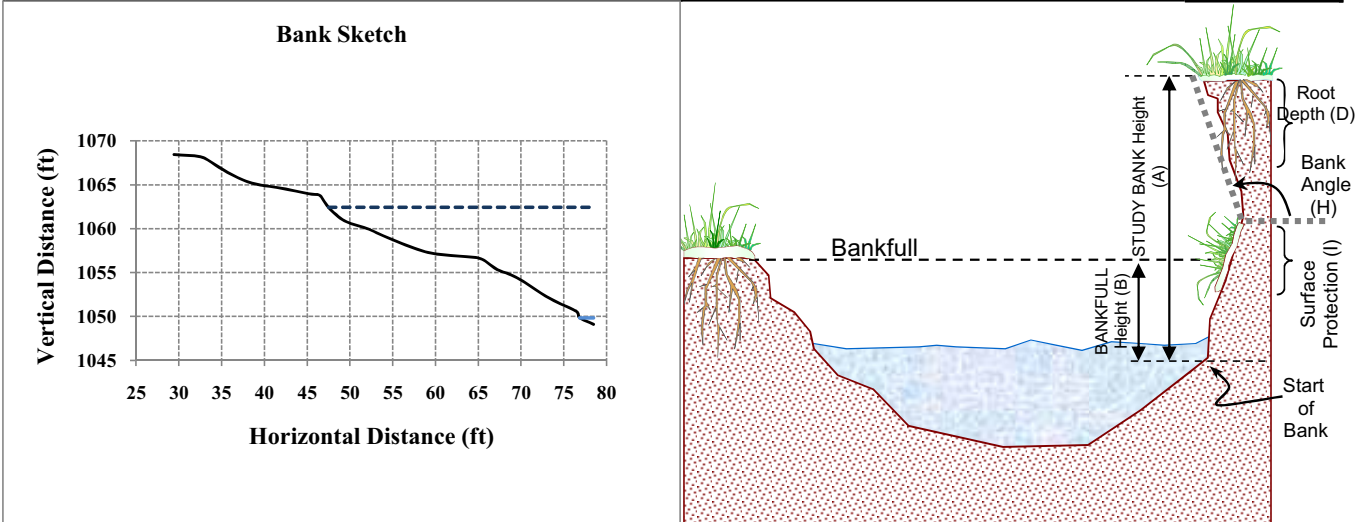 Bank Sketch
Vertical Distance (ft)
1070
1065
1060
1055
1050
1045
25 30 35 40 45 50 55 60 65 70 75 80
Horizontal Distance (ft)
Root
Depth (D)
Bank
Angle
(H)
STUDY BANK Height
(A)
Bankfull
BANKFULL
Height (B)
Surface
Protection (I)
Start
of
Bank